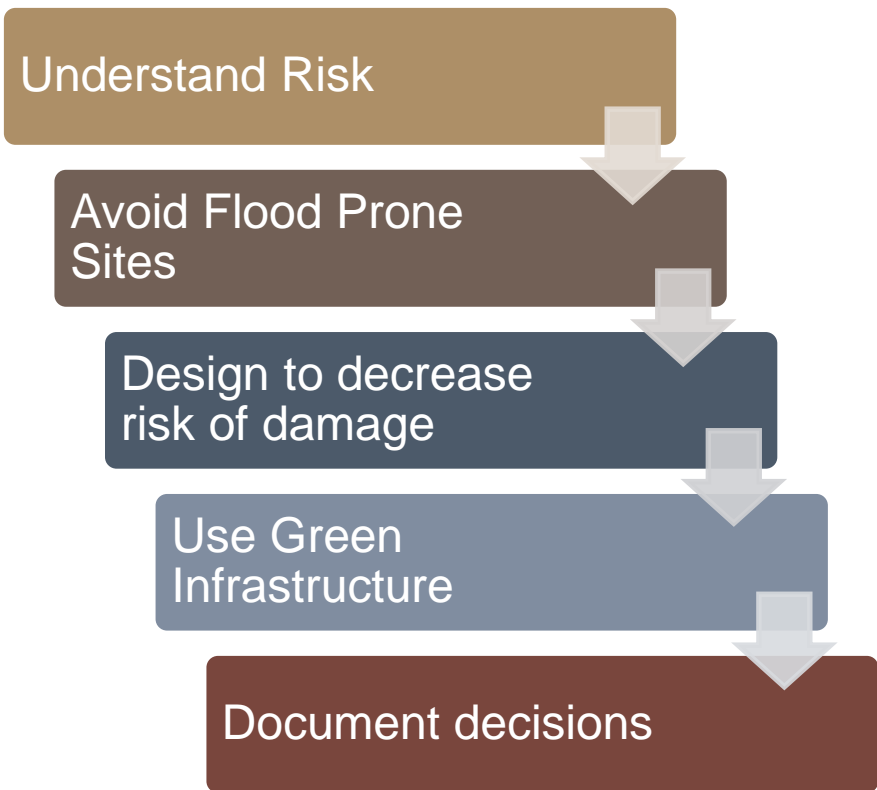 Understand Risk
Avoid Flood Prone
Sites
Design to decrease
risk of damage
Use Green
Infrastructure
Document decisions